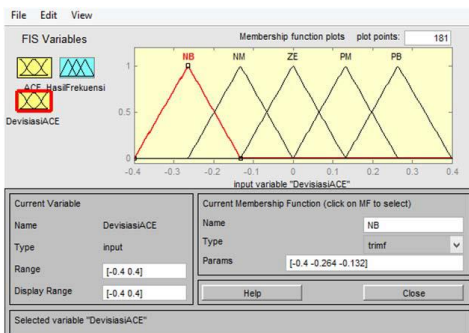 File Edit View
FIS Variables
Membership function plots plot points: 181
NB NM ZE PM PB
1
ACE HasilFrekuensi
0.5
DevisiasiACE
0
-0.4 -0.3 -0.2 -0.1 0 0.1 0.2 0.3 0.4
input variable "DevisiasiACE"
Current Variable
Current Membership Function (click on MF to select)
Name DevisiasiACE
Name NB
Type input
Type trimf
Params [-0.4 -0.264 -0.132]
Range [-0.4 0.4]
Display Range [-0.4 0.4]
Help Close
Selected variable "DevisiasiACE"